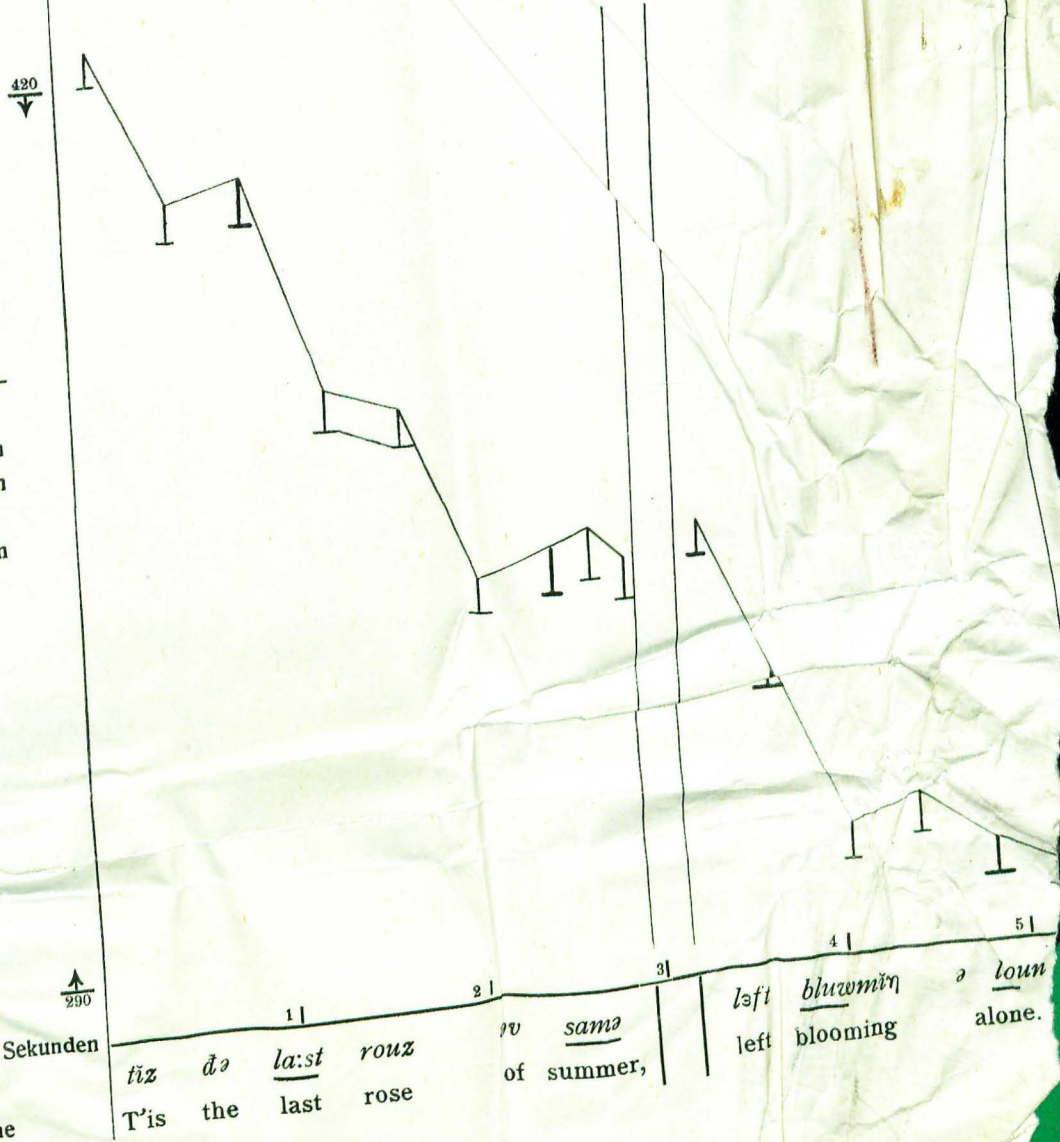 420
290
Sekunden
1
2
3
4
5
tĭz đə la:st rouz əv samə lɘft bluwmĭŋ ə loun
T'is the last rose of summer, left blooming alone.